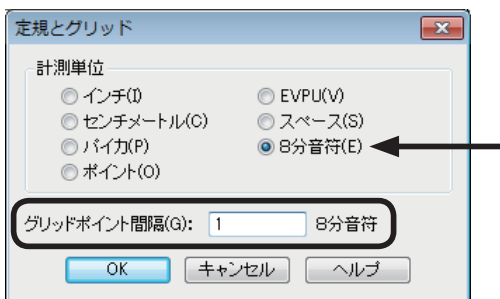 定規とグリッド
計測単位
インチ(I) EVPU(V)
センチメートル(C) スペース(S)
パイカ(P) 8分音符(E)
ポイント(O)
グリッドポイント間隔(G): 1 8分音符
OK キャンセル ヘルプ